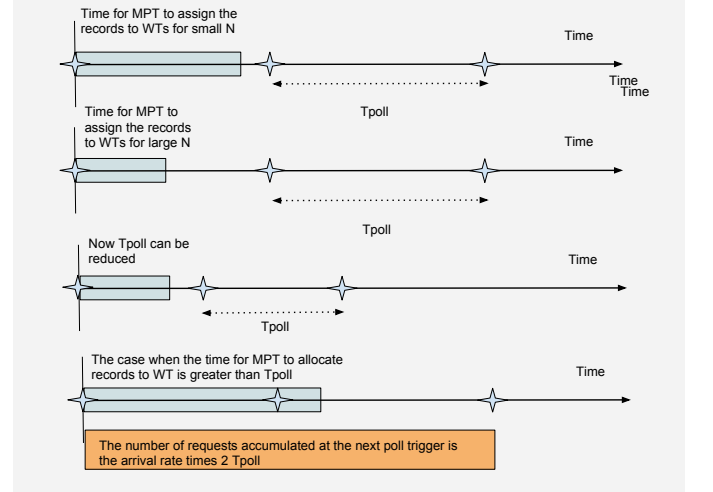 Time for MPT to assign the
records to WTs for small N
Time
Time
Time
Tpoll
Time for MPT to
assign the records
to WTs for large N
Time
Tpoll
Now Tpoll can be
reduced
Time
Tpoll
The case when the time for MPT to allocate
records to WT is greater than Tpoll
Time
The number of requests accumulated at the next poll trigger is
the arrival rate times 2 Tpoll